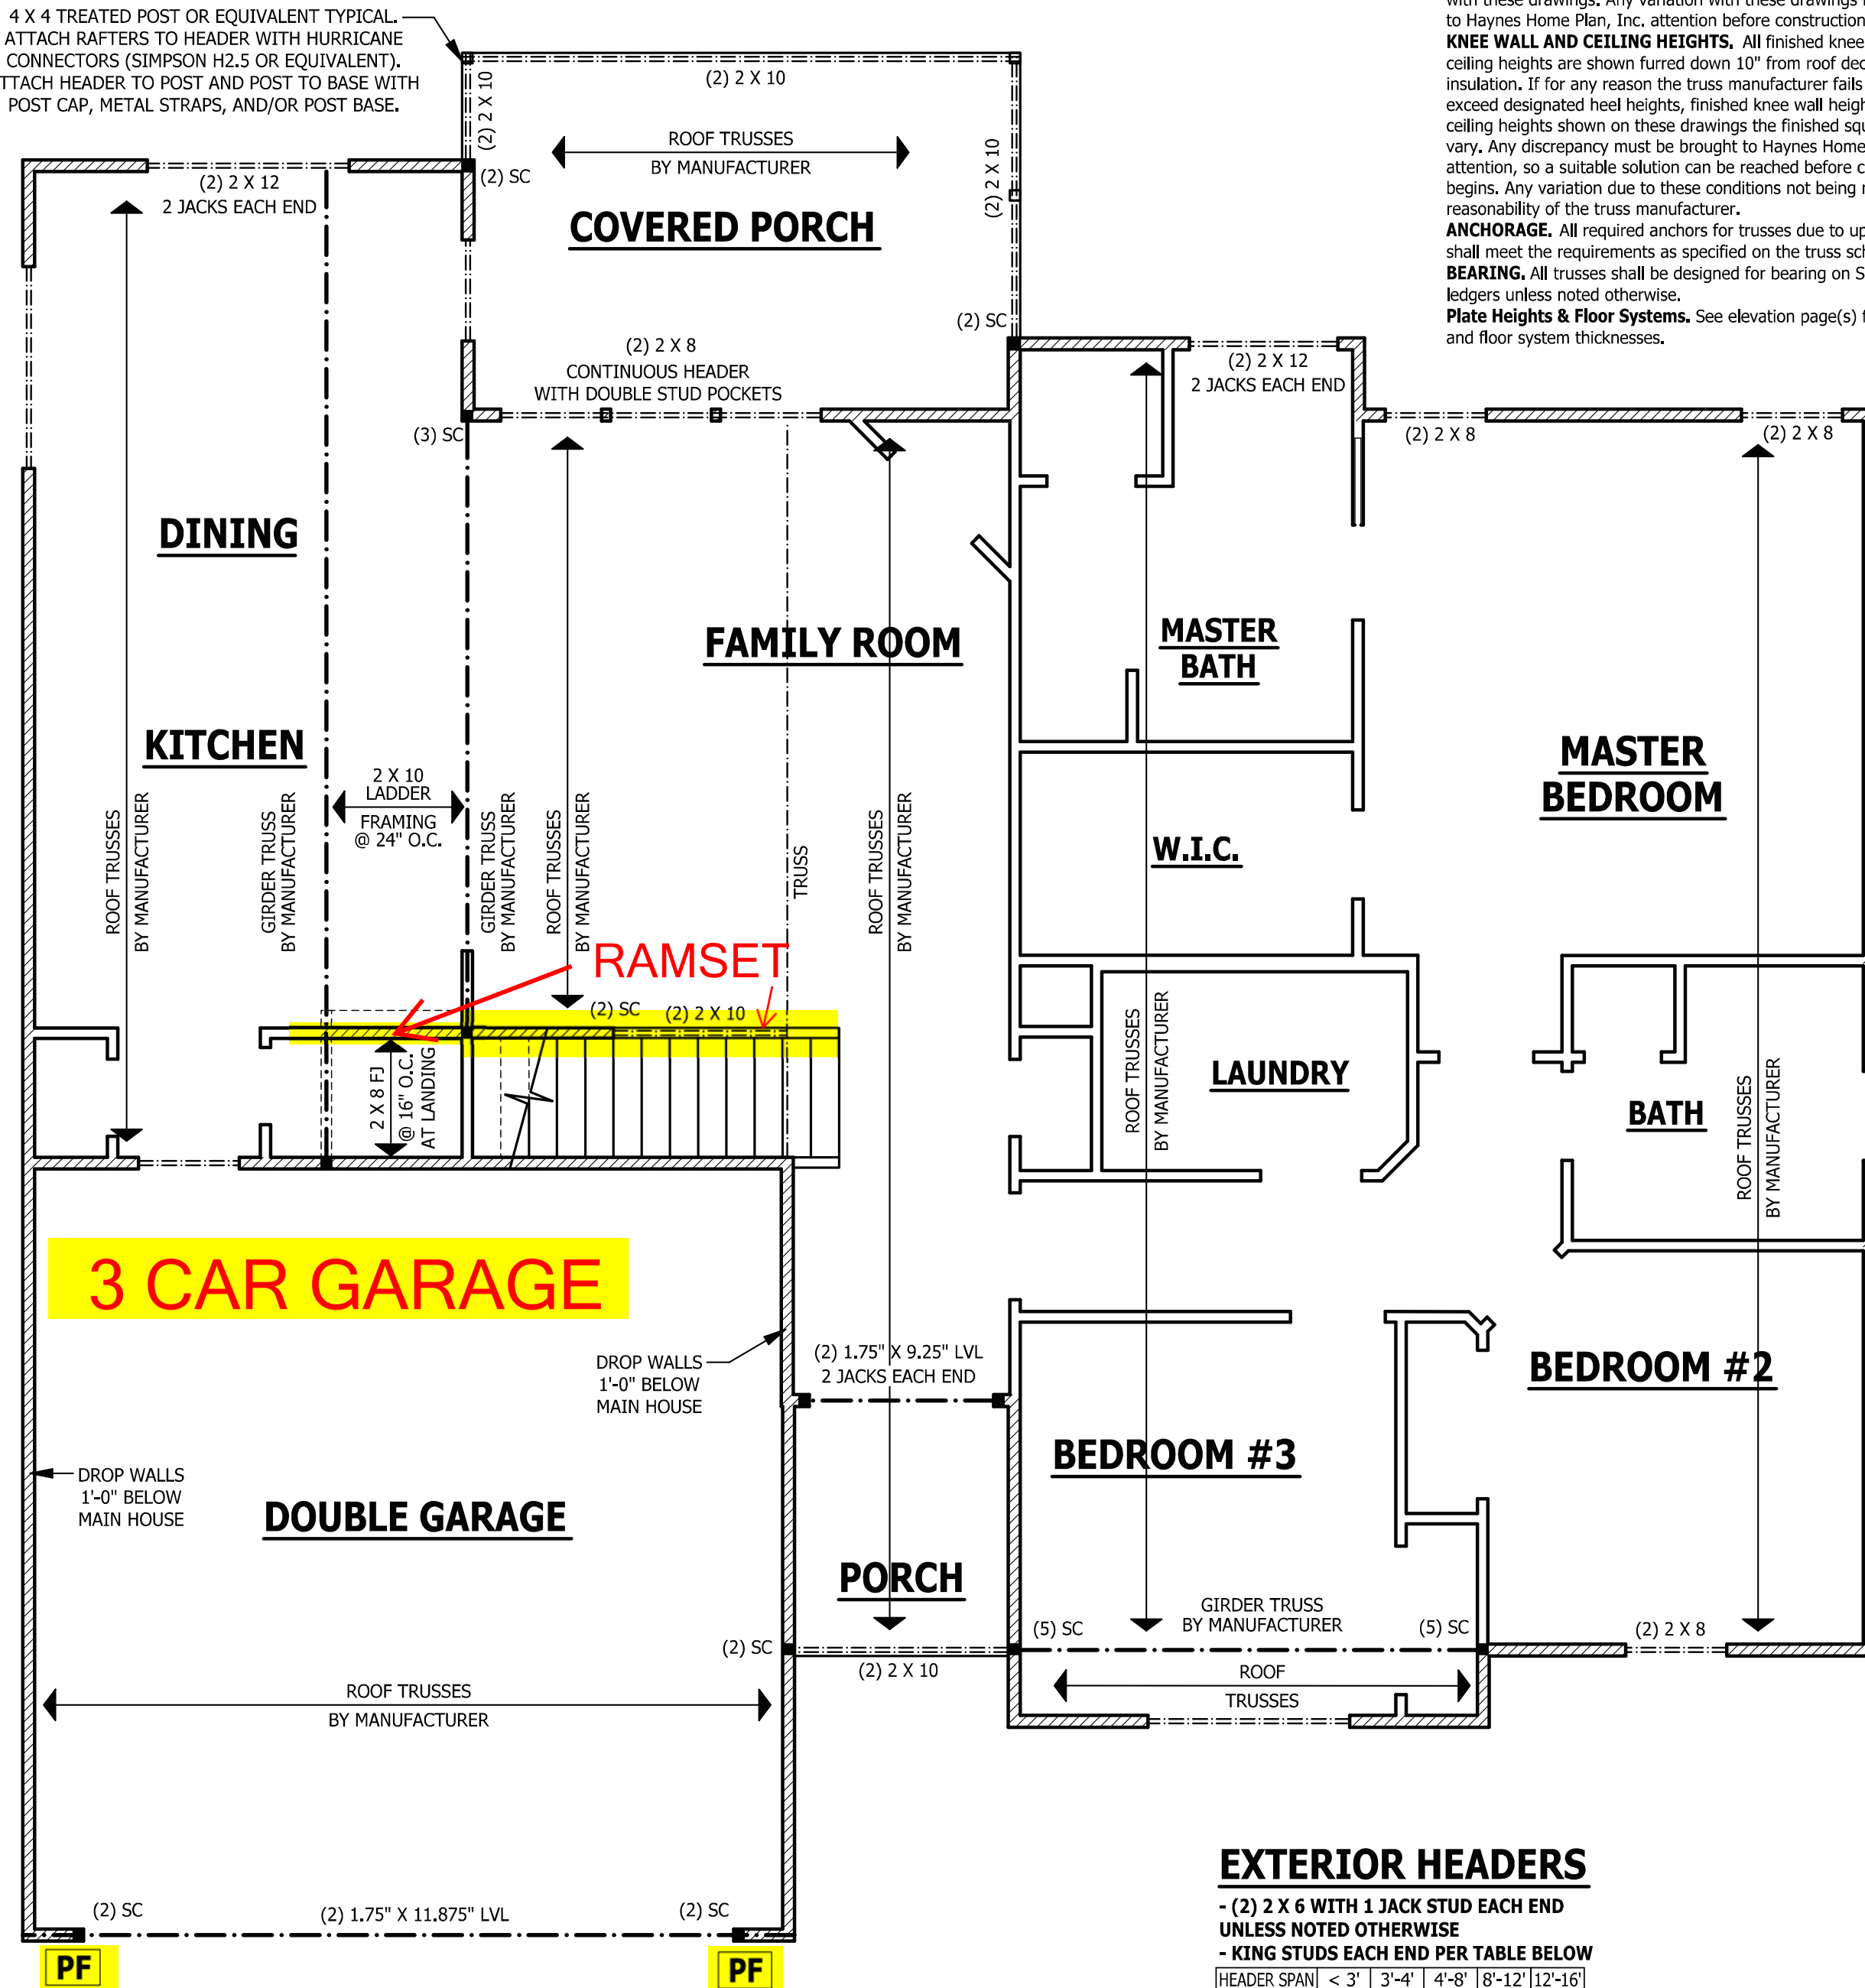 4 X 4 TREATED POST OR EQUIVALENT TYPICAL.
ATTACH RAFTERS TO HEADER WITH HURRICANE
CONNECTORS (SIMPSON H2.5 OR EQUIVALENT).
TTACH HEADER TO POST AND POST TO BASE WITH
POST CAP, METAL STRAPS, AND/OR POST BASE.
with these drawings. Any variation with these drawings
to Haynes Home Plan, Inc. attention before construction
KNEE WALL AND CEILING HEIGHTS. All finished knee
ceiling heights are shown furred down 10" from roof dec
insulation. If for any reason the truss manufacturer fails
exceed designated heel heights, finished knee wall heigh
ceiling heights shown on these drawings the finished squ
vary. Any discrepancy must be brought to Haynes Home
attention, so a suitable solution can be reached before c
begins. Any variation due to these conditions not being
reasonability of the truss manufacturer.
ANCHORAGE. All required anchors for trusses due to up
shall meet the requirements as specified on the truss sch
BEARING. All trusses shall be designed for bearing on S
ledgers unless noted otherwise.
Plate Heights & Floor Systems. See elevation page(s) f
and floor system thicknesses.
(2) 2 X 10
(2) 2 X 10
(2) 2 X 10
ROOF TRUSSES
BY MANUFACTURER
COVERED PORCH
(2) SC
(2) SC
(2) 2 X 12
2 JACKS EACH END
(2) 2 X 8
CONTINUOUS HEADER
WITH DOUBLE STUD POCKETS
(2) 2 X 12
2 JACKS EACH END
(3) SC
(2) 2 X 8
(2) 2 X 8
DINING
FAMILY ROOM
MASTER
BATH
KITCHEN
MASTER
BEDROOM
2 X 10
LADDER
FRAMING
@ 24" O.C.
W.I.C.
ROOF TRUSSES
BY MANUFACTURER
GIRDER TRUSS
BY MANUFACTURER
GIRDER TRUSS
BY MANUFACTURER
ROOF TRUSSES
BY MANUFACTURER
TRUSS
ROOF TRUSSES
BY MANUFACTURER
RAMSET
(2) SC
(2) 2 X 10
2 X 8 FJ
@ 16" O.C.
AT LANDING
ROOF TRUSSES
BY MANUFACTURER
LAUNDRY
BATH
ROOF TRUSSES
BY MANUFACTURER
3 CAR GARAGE
DROP WALLS
1'-0" BELOW
MAIN HOUSE
(2) 1.75" X 9.25" LVL
2 JACKS EACH END
BEDROOM #2
BEDROOM #3
DROP WALLS
1'-0" BELOW
MAIN HOUSE
DOUBLE GARAGE
PORCH
GIRDER TRUSS
BY MANUFACTURER
(5) SC
(5) SC
(2) 2 X 8
(2) SC
(2) 2 X 10
ROOF
TRUSSES
ROOF TRUSSES
BY MANUFACTURER
(2) SC
(2) 1.75" X 11.875" LVL
(2) SC
PF
PF
EXTERIOR HEADERS
- (2) 2 X 6 WITH 1 JACK STUD EACH END
UNLESS NOTED OTHERWISE
- KING STUDS EACH END PER TABLE BELOW
HEADER SPAN < 3' 3'-4' 4'-8' 8'-12' 12'-16'